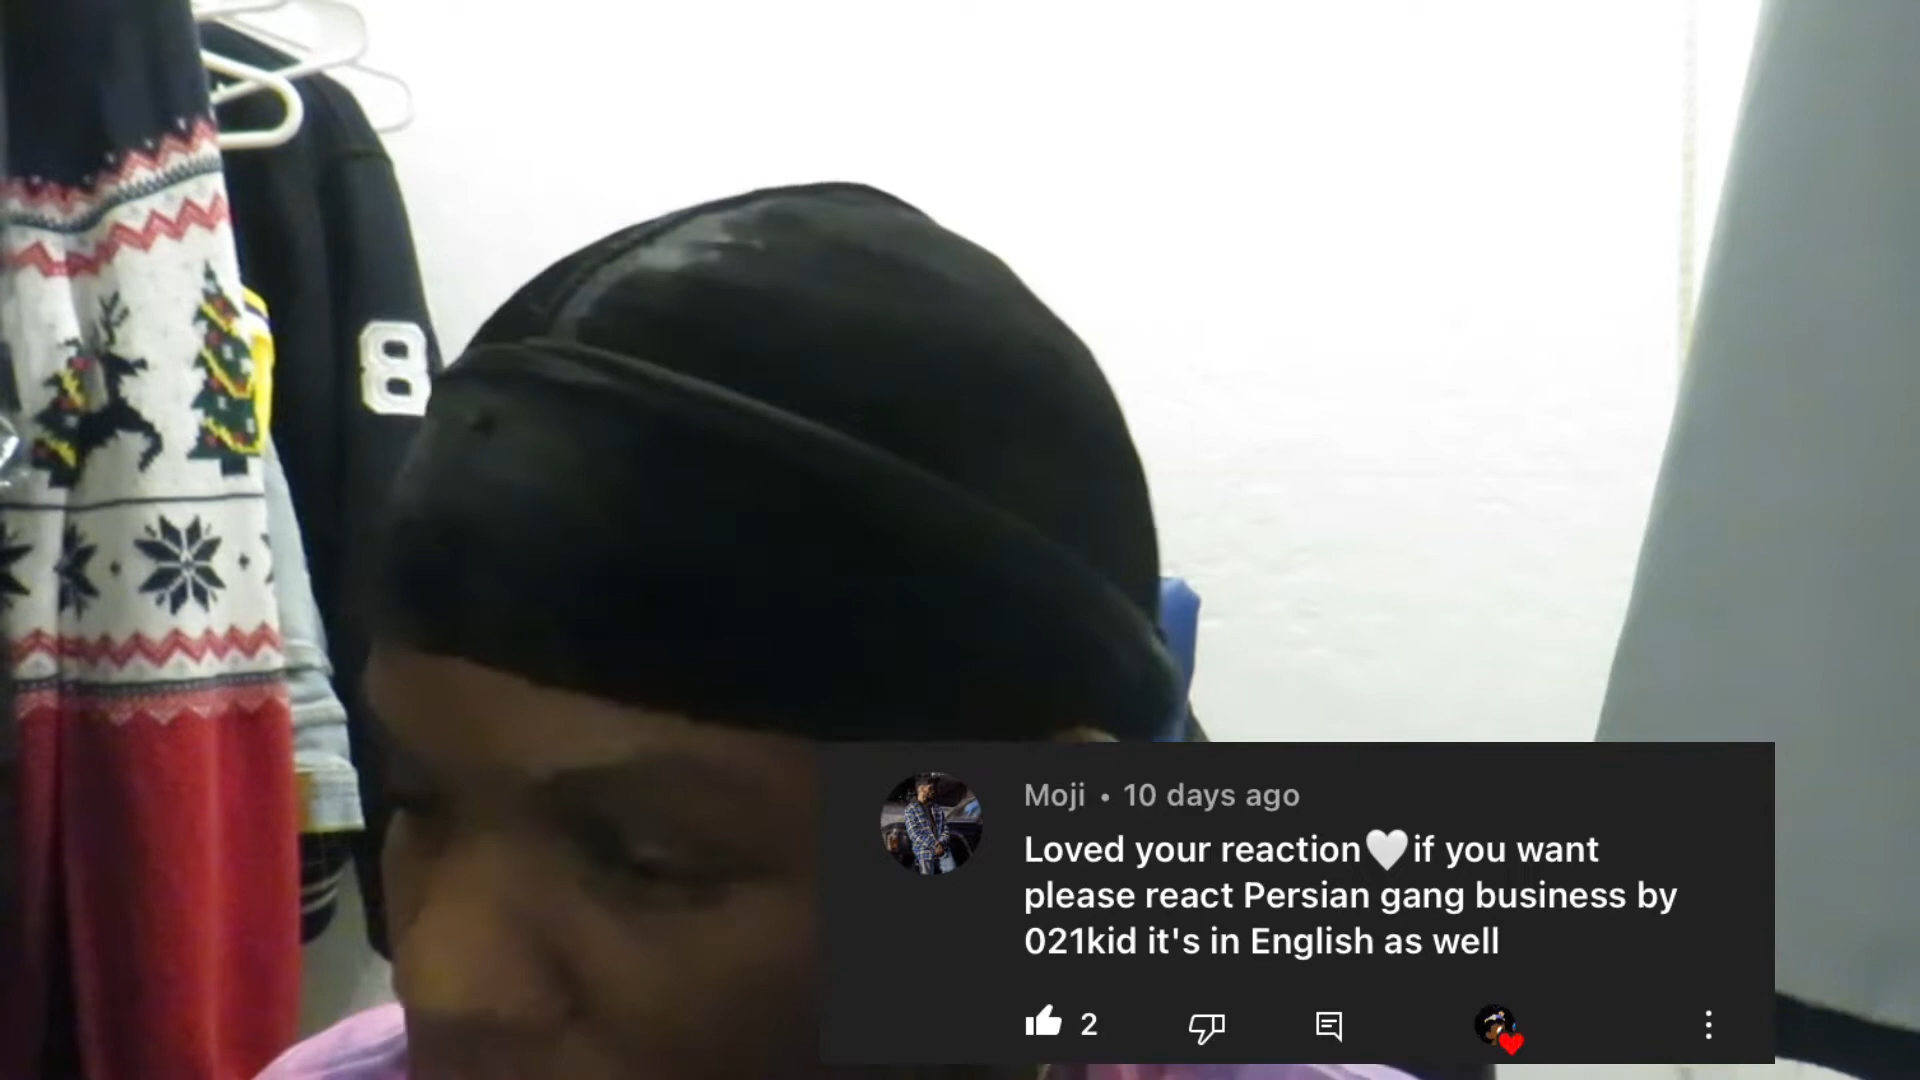 8
Moji • 10 days ago
Loved your reaction🤍if you want
please react Persian gang business by
021kid it's in English as well
2